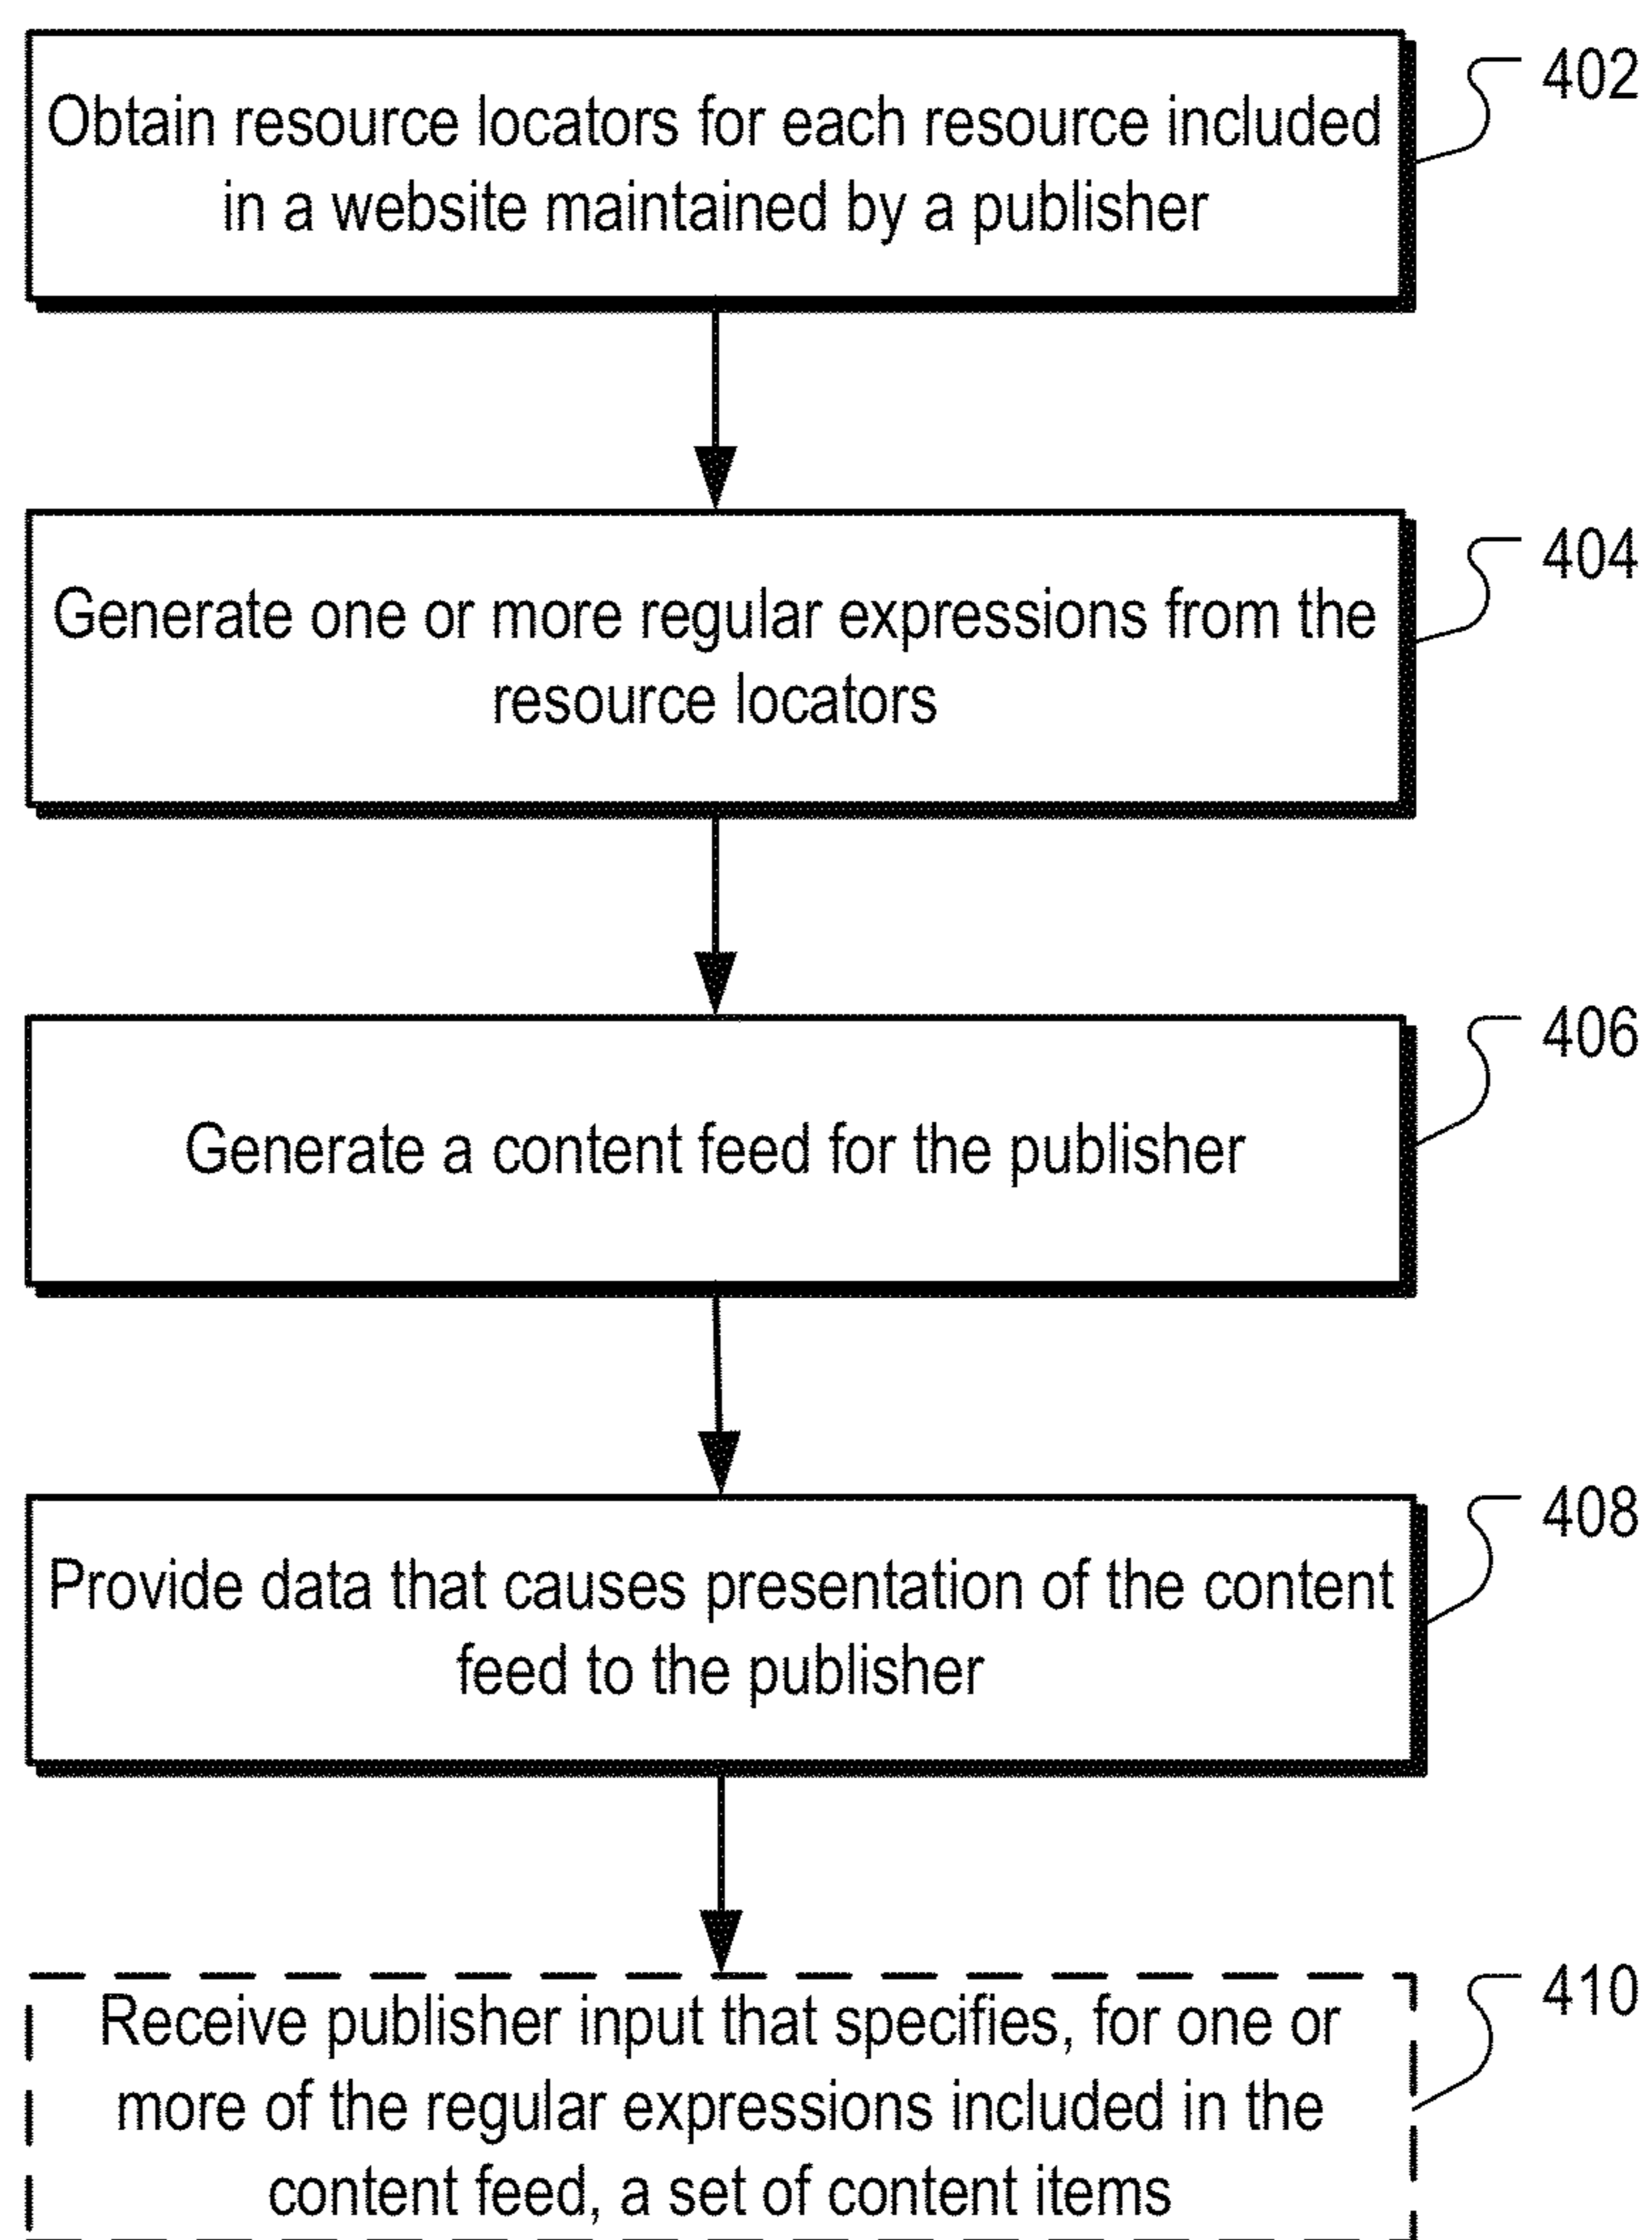 402
Obtain resource locators for each resource included
in a website maintained by a publisher
404
Generate one or more regular expressions from the
resource locators
406
Generate a content feed for the publisher
408
Provide data that causes presentation of the content
feed to the publisher
410
Receive publisher input that specifies, for one or
more of the regular expressions included in the
content feed, a set of content items